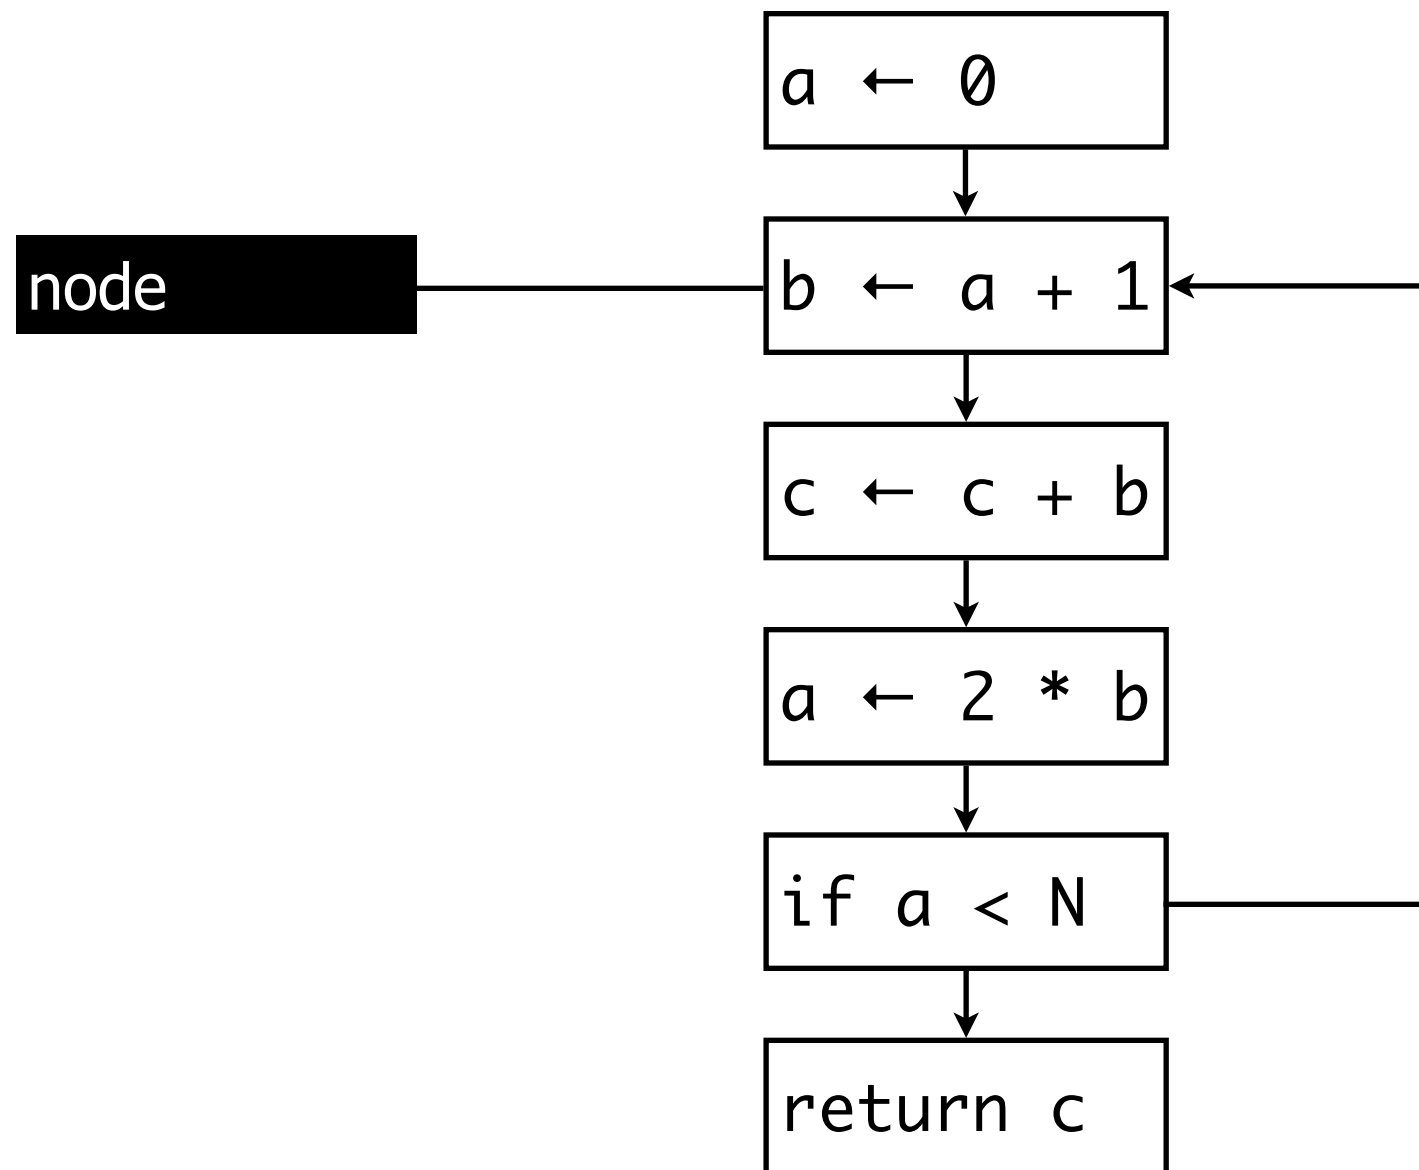 a ← 0
node
b ← a + 1
c ← c + b
a ← 2 * b
if a < N
return c